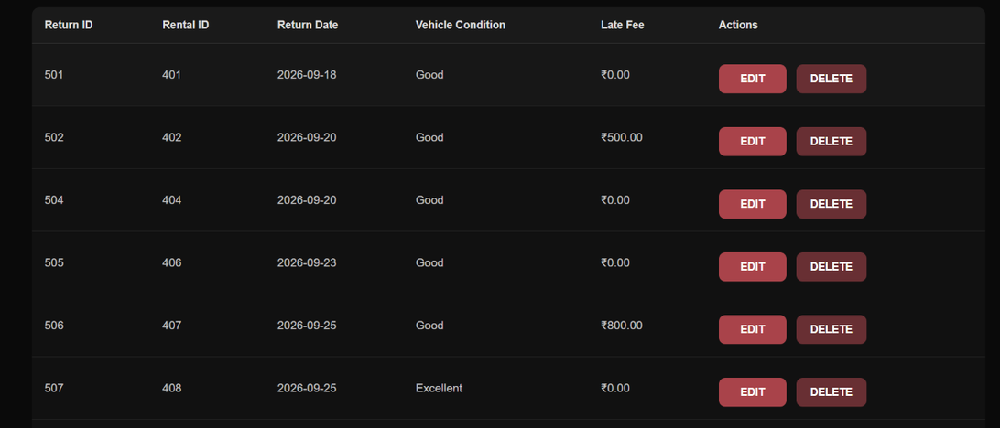 Return ID Rental ID Return Date Vehicle Condition Late Fee Actions
501 401 2026-09-18 Good ₹0.00 EDIT DELETE
502 402 2026-09-20 Good ₹500.00 EDIT DELETE
504 404 2026-09-20 Good ₹0.00 EDIT DELETE
505 406 2026-09-23 Good ₹0.00 EDIT DELETE
506 407 2026-09-25 Good ₹800.00 EDIT DELETE
507 408 2026-09-25 Excellent ₹0.00 EDIT DELETE